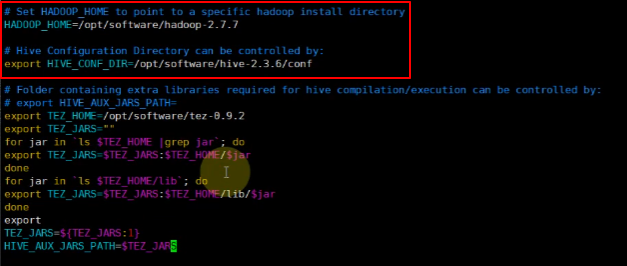 # Set HADOOP_HOME to point to a specific hadoop install directory
HADOOP_HOME=/opt/software/hadoop-2.7.7
# Hive Configuration Directory can be controlled by:
export HIVE_CONF_DIR=/opt/software/hive-2.3.6/conf
# Folder containing extra libraries required for hive compilation/execution can be controlled by:
# export HIVE_AUX_JARS_PATH=
export TEZ_HOME=/opt/software/tez-0.9.2
export TEZ_JARS=""
for jar in `ls $TEZ_HOME |grep jar`; do
export TEZ_JARS=$TEZ_JARS:$TEZ_HOME/$jar
done
for jar in `ls $TEZ_HOME/lib`; do
export TEZ_JARS=$TEZ_JARS:$TEZ_HOME/lib/$jar
done
export
TEZ_JARS=${TEZ_JARS:1}
HIVE_AUX_JARS_PATH=$TEZ_JARS